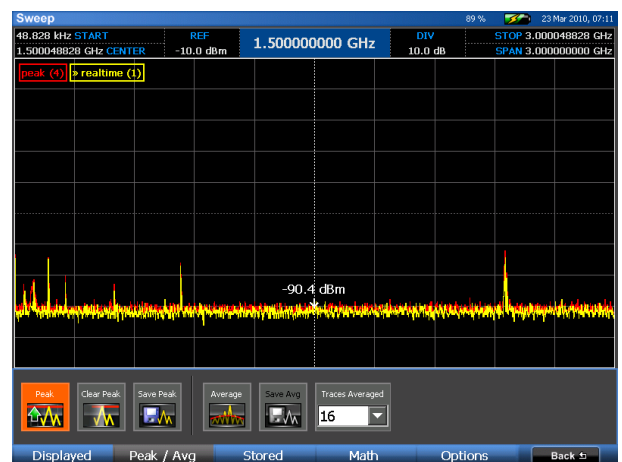 Sweep 89 % 23 Mar 2010, 07:11
48.828 kHz START REF 1.500000000 GHz DIV STOP 3.000048828 GHz
1.500048828 GHz CENTER -10.0 dBm 10.0 dB SPAN 3.000000000 GHz
peak (4) » realtime (1)
-90.4 dBm
Peak Clear Peak Save Peak Average Save Avg Traces Averaged
16
Displayed Peak / Avg Stored Math Options Back